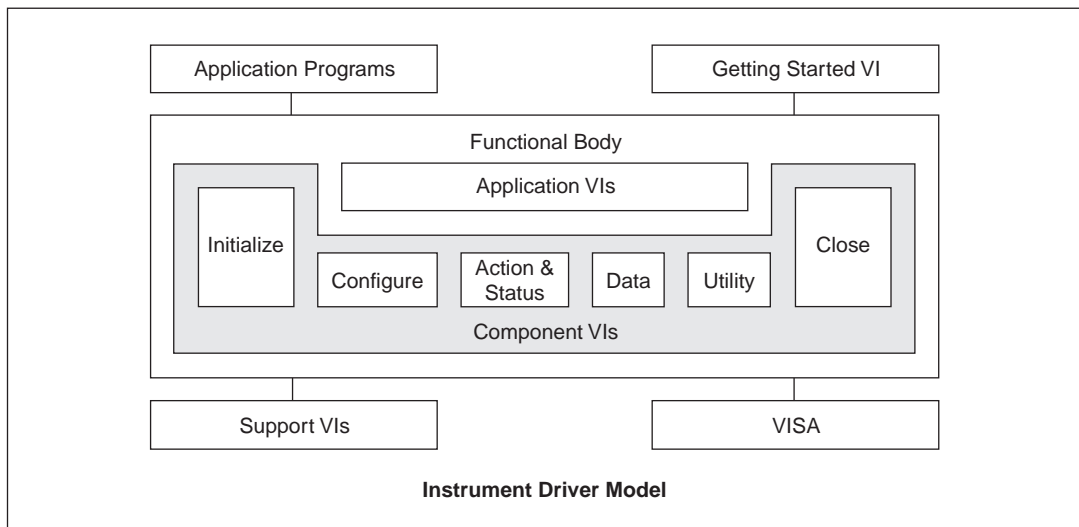 Application Programs
Getting Started VI
Functional Body
Application VIs
Initialize
Close
Configure
Action &
Status
Data
Utility
Component VIs
Support VIs
VISA
Instrument Driver Model